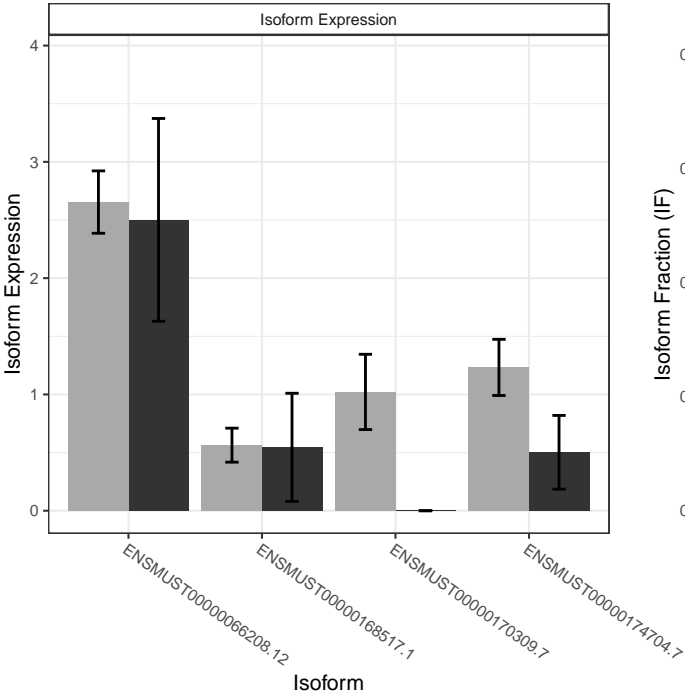 Isoform Expression
4
3
2
1
0
Isoform Expression
ENSMUST00000066208.12
ENSMUST00000168517.1
ENSMUST00000170309.7
ENSMUST00000174704.7
Isoform
Isoform Fraction (IF)